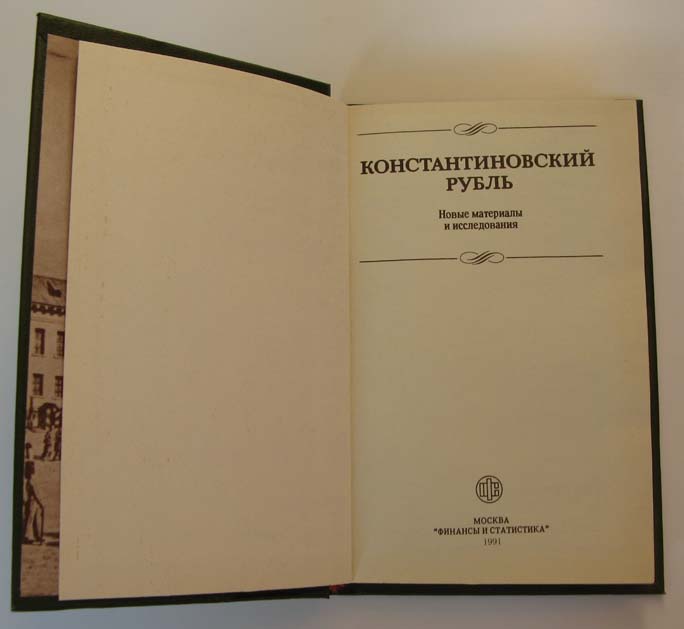 КОНСТАНТИНОВСКИЙ
РУБЛЬ
Новые материалы
и исследования
МОСКВА
"ФИНАНСЫ И СТАТИСТИКА"
1991